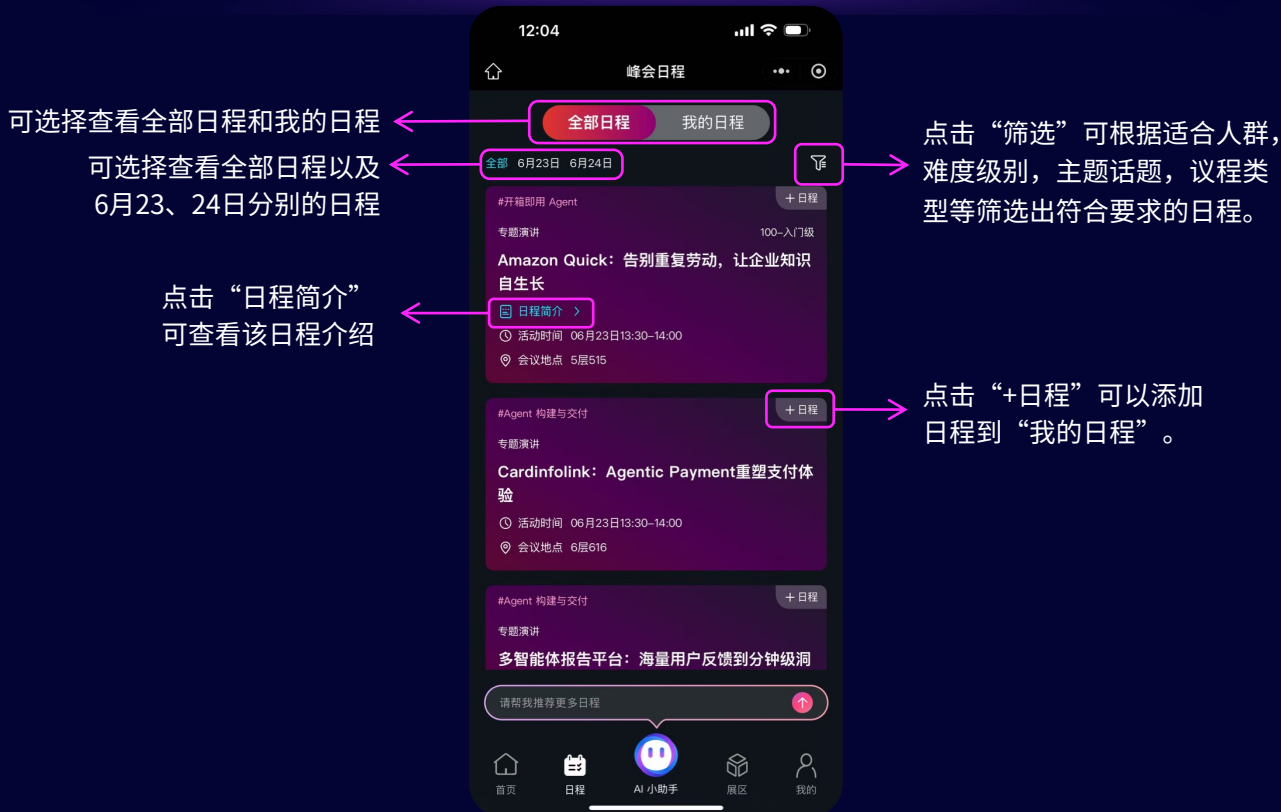 12:04
峰会日程
全部日程 我的日程
全部 6月23日 6月24日
#开箱即用 Agent
+日程
专题演讲
100-入门级
Amazon Quick：告别重复劳动，让企业知识
自生长
日程简介 >
活动时间 06月23日13:30-14:00
会议地点 5层515
#Agent 构建与交付
+日程
专题演讲
Cardinfolink：Agentic Payment重塑支付体
验
活动时间 06月23日13:30-14:00
会议地点 6层616
#Agent 构建与交付
+日程
专题演讲
多智能体报告平台：海量用户反馈到分钟级洞
请帮我推荐更多日程
首页
日程
AI 小助手
展区
我的
可选择查看全部日程和我的日程
可选择查看全部日程以及
6月23、24日分别的日程
点击“日程简介”
可查看该日程介绍
点击“筛选”可根据适合人群，
难度级别，主题话题，议程类
型等筛选出符合要求的日程。
点击“+日程”可以添加
日程到“我的日程”。